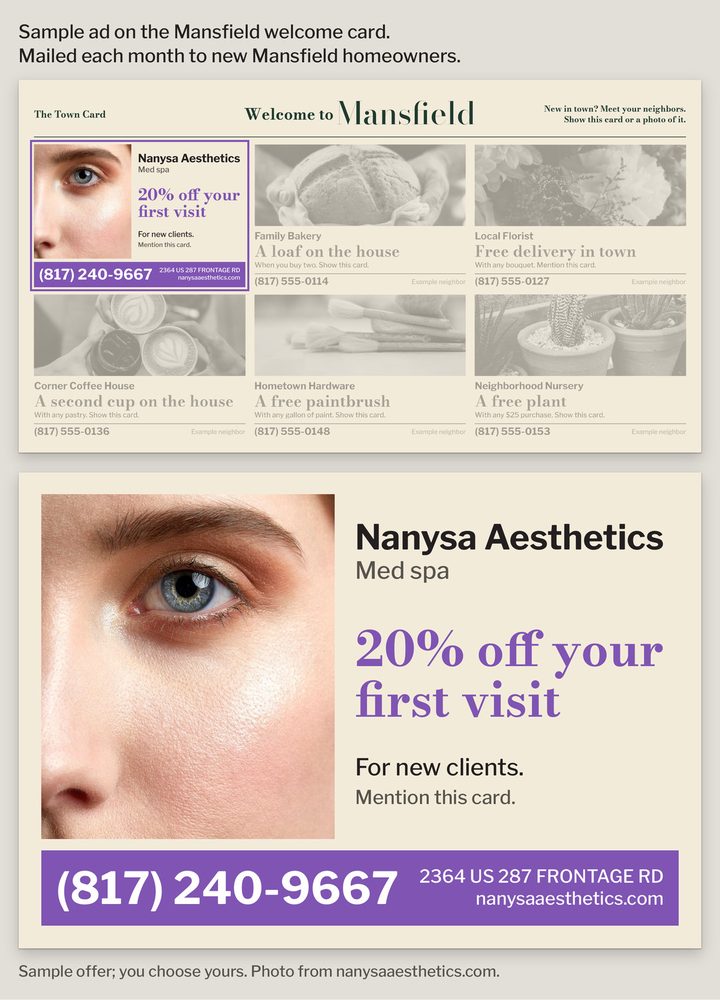 Sample ad on the Mansfield welcome card.
Mailed each month to new Mansfield homeowners.
The Town Card
Welcome to Mansfield
New in town? Meet your neighbors.
Show this card or a photo of it.
Nanysa Aesthetics
Med spa
20% off your
first visit
For new clients.
Mention this card.
(817) 240-9667
2364 US 287 FRONTAGE RD
nanysaaesthetics.com
Family Bakery
A loaf on the house
When you buy two. Show this card.
(817) 555-0114
Example neighbor
Local Florist
Free delivery in town
With any bouquet. Mention this card.
(817) 555-0127
Example neighbor
Corner Coffee House
A second cup on the house
With any pastry. Show this card.
(817) 555-0136
Example neighbor
Hometown Hardware
A free paintbrush
With any gallon of paint. Show this card.
(817) 555-0148
Example neighbor
Neighborhood Nursery
A free plant
With any $25 purchase. Show this card.
(817) 555-0153
Example neighbor
Nanysa Aesthetics
Med spa
20% off your
first visit
For new clients.
Mention this card.
(817) 240-9667
2364 US 287 FRONTAGE RD
nanysaaesthetics.com
Sample offer; you choose yours. Photo from nanysaaesthetics.com.